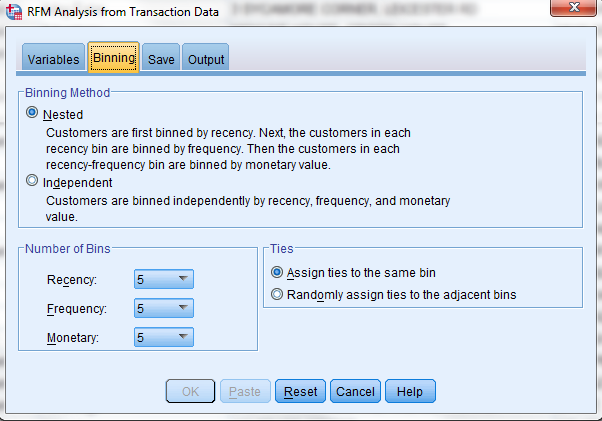 RFM Analysis from Transaction Data
Variables
Binning
Save
Output
Binning Method
Nested
Customers are first binned by recency. Next, the customers in each
recency bin are binned by frequency. Then the customers in each
recency-frequency bin are binned by monetary value.
Independent
Customers are binned independently by recency, frequency, and monetary
value.
Number of Bins
Recency: 5
Frequency: 5
Monetary: 5
Ties
Assign ties to the same bin
Randomly assign ties to the adjacent bins
OK
Paste
Reset
Cancel
Help